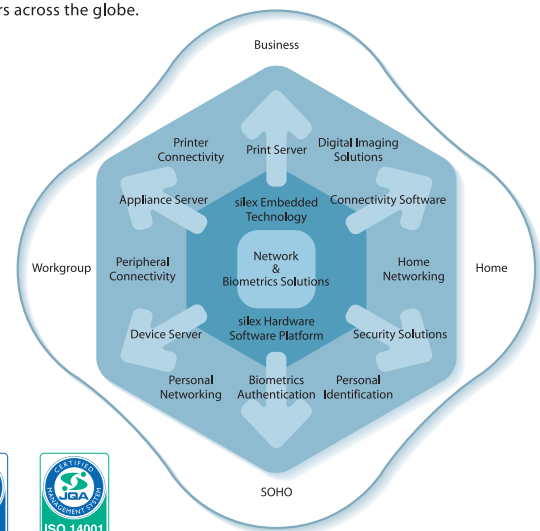 rs across the globe.
Business
Printer
Connectivity
Print Server
Digital Imaging
Solutions
Appliance Server
silex Embedded
Technology
Connectivity Software
Workgroup
Peripheral
Connectivity
Network
&
Biometrics Solutions
Home
Networking
Home
silex Hardware
Software Platform
Device Server
Security Solutions
Personal
Networking
Biometrics
Authentication
Personal
Identification
SOHO
CERTIFIED
JQA
MANAGEMENT SYSTEM
ISO 14001